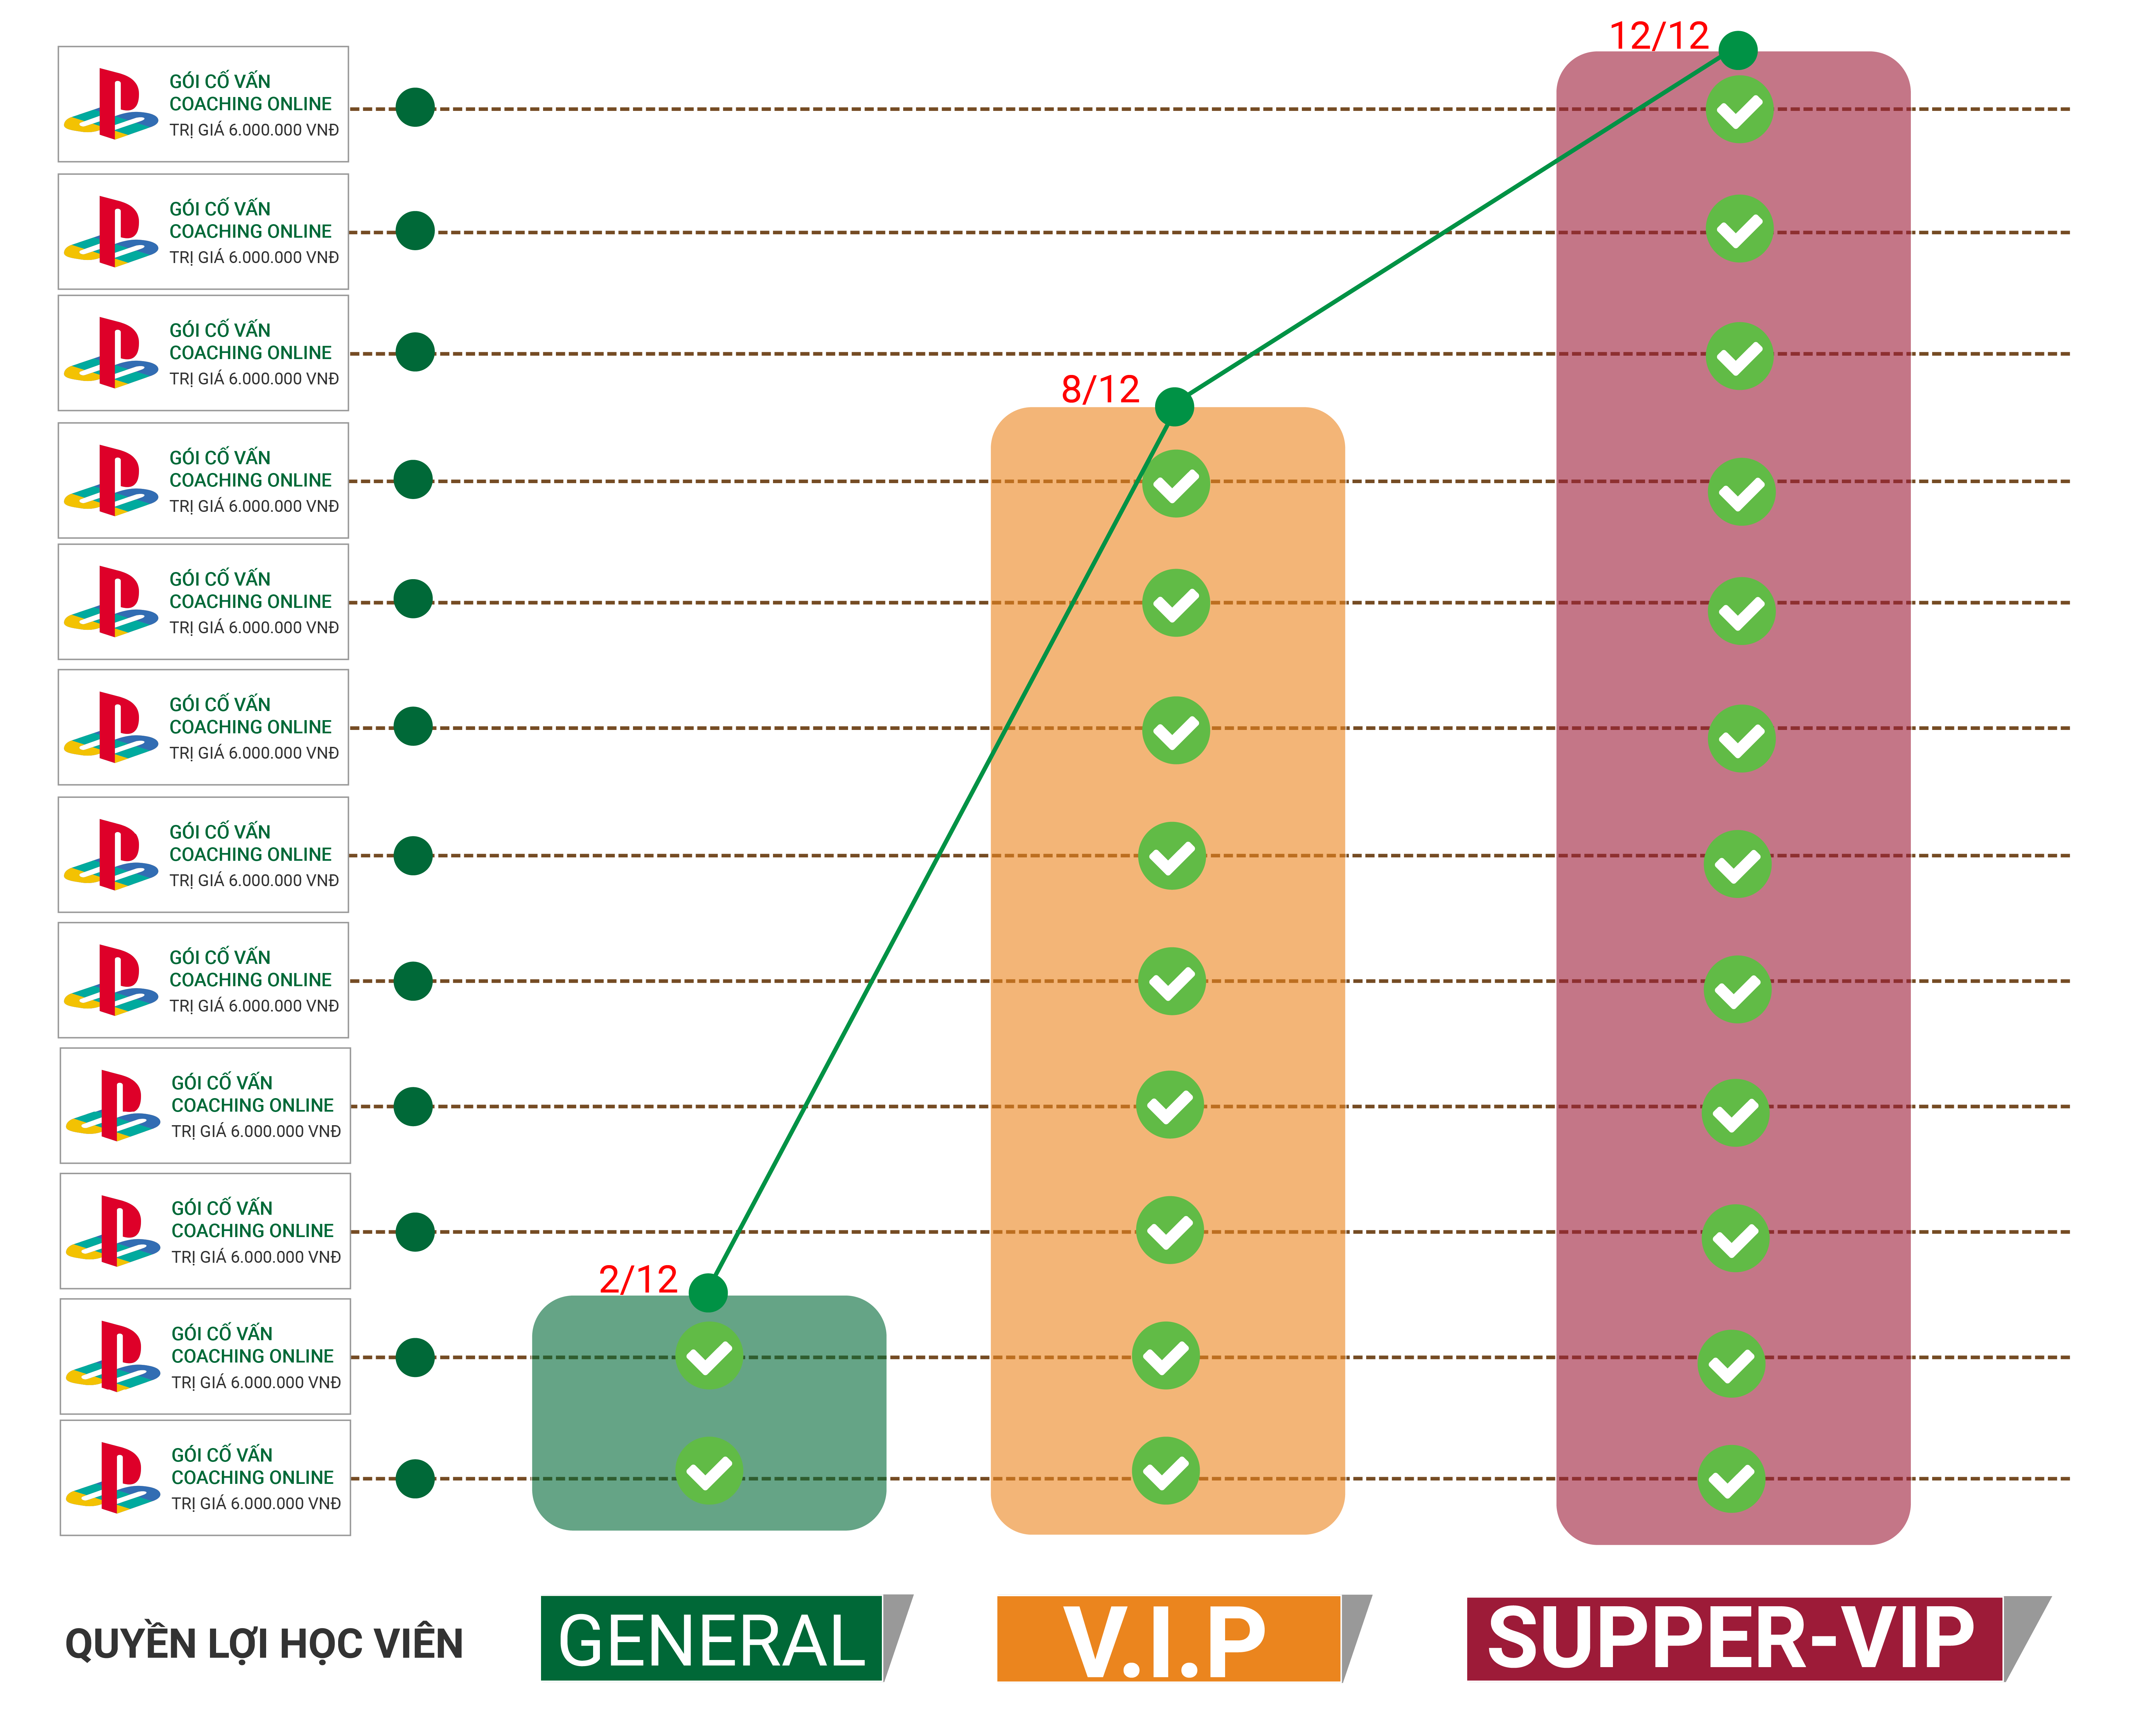 12/12
GÓI CỐ VẤN
COACHING ONLINE
TRỊ GIÁ 6.000.000 VNĐ
GÓI CỐ VẤN
COACHING ONLINE
TRỊ GIÁ 6.000.000 VNĐ
GÓI CỐ VẤN
COACHING ONLINE
TRỊ GIÁ 6.000.000 VNĐ
8/12
GÓI CỐ VẤN
COACHING ONLINE
TRỊ GIÁ 6.000.000 VNĐ
GÓI CỐ VẤN
COACHING ONLINE
TRỊ GIÁ 6.000.000 VNĐ
GÓI CỐ VẤN
COACHING ONLINE
TRỊ GIÁ 6.000.000 VNĐ
GÓI CỐ VẤN
COACHING ONLINE
TRỊ GIÁ 6.000.000 VNĐ
GÓI CỐ VẤN
COACHING ONLINE
TRỊ GIÁ 6.000.000 VNĐ
GÓI CỐ VẤN
COACHING ONLINE
TRỊ GIÁ 6.000.000 VNĐ
GÓI CỐ VẤN
COACHING ONLINE
TRỊ GIÁ 6.000.000 VNĐ
2/12
GÓI CỐ VẤN
COACHING ONLINE
TRỊ GIÁ 6.000.000 VNĐ
GÓI CỐ VẤN
COACHING ONLINE
TRỊ GIÁ 6.000.000 VNĐ
QUYỀN LỢI HỌC VIÊN
GENERAL
V.I.P
SUPPER-VIP